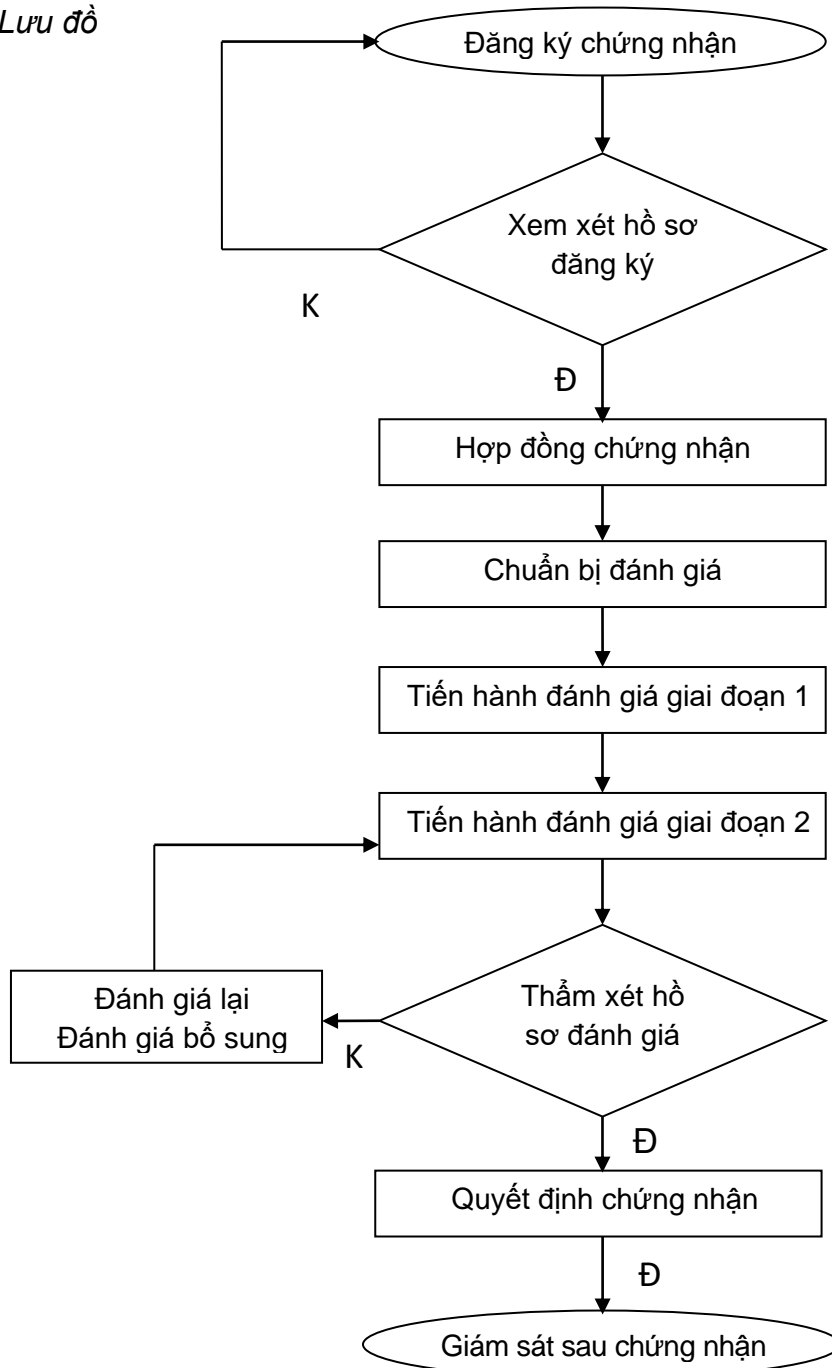 Lưu đồ
Đăng ký chứng nhận
Xem xét hồ sơ
đăng ký
K
Đ
Hợp đồng chứng nhận
Chuẩn bị đánh giá
Tiến hành đánh giá giai đoạn 1
Tiến hành đánh giá giai đoạn 2
Thẩm xét hồ
sơ đánh giá
Đánh giá lại
Đánh giá bổ sung
K
Đ
Quyết định chứng nhận
Đ
Giám sát sau chứng nhận